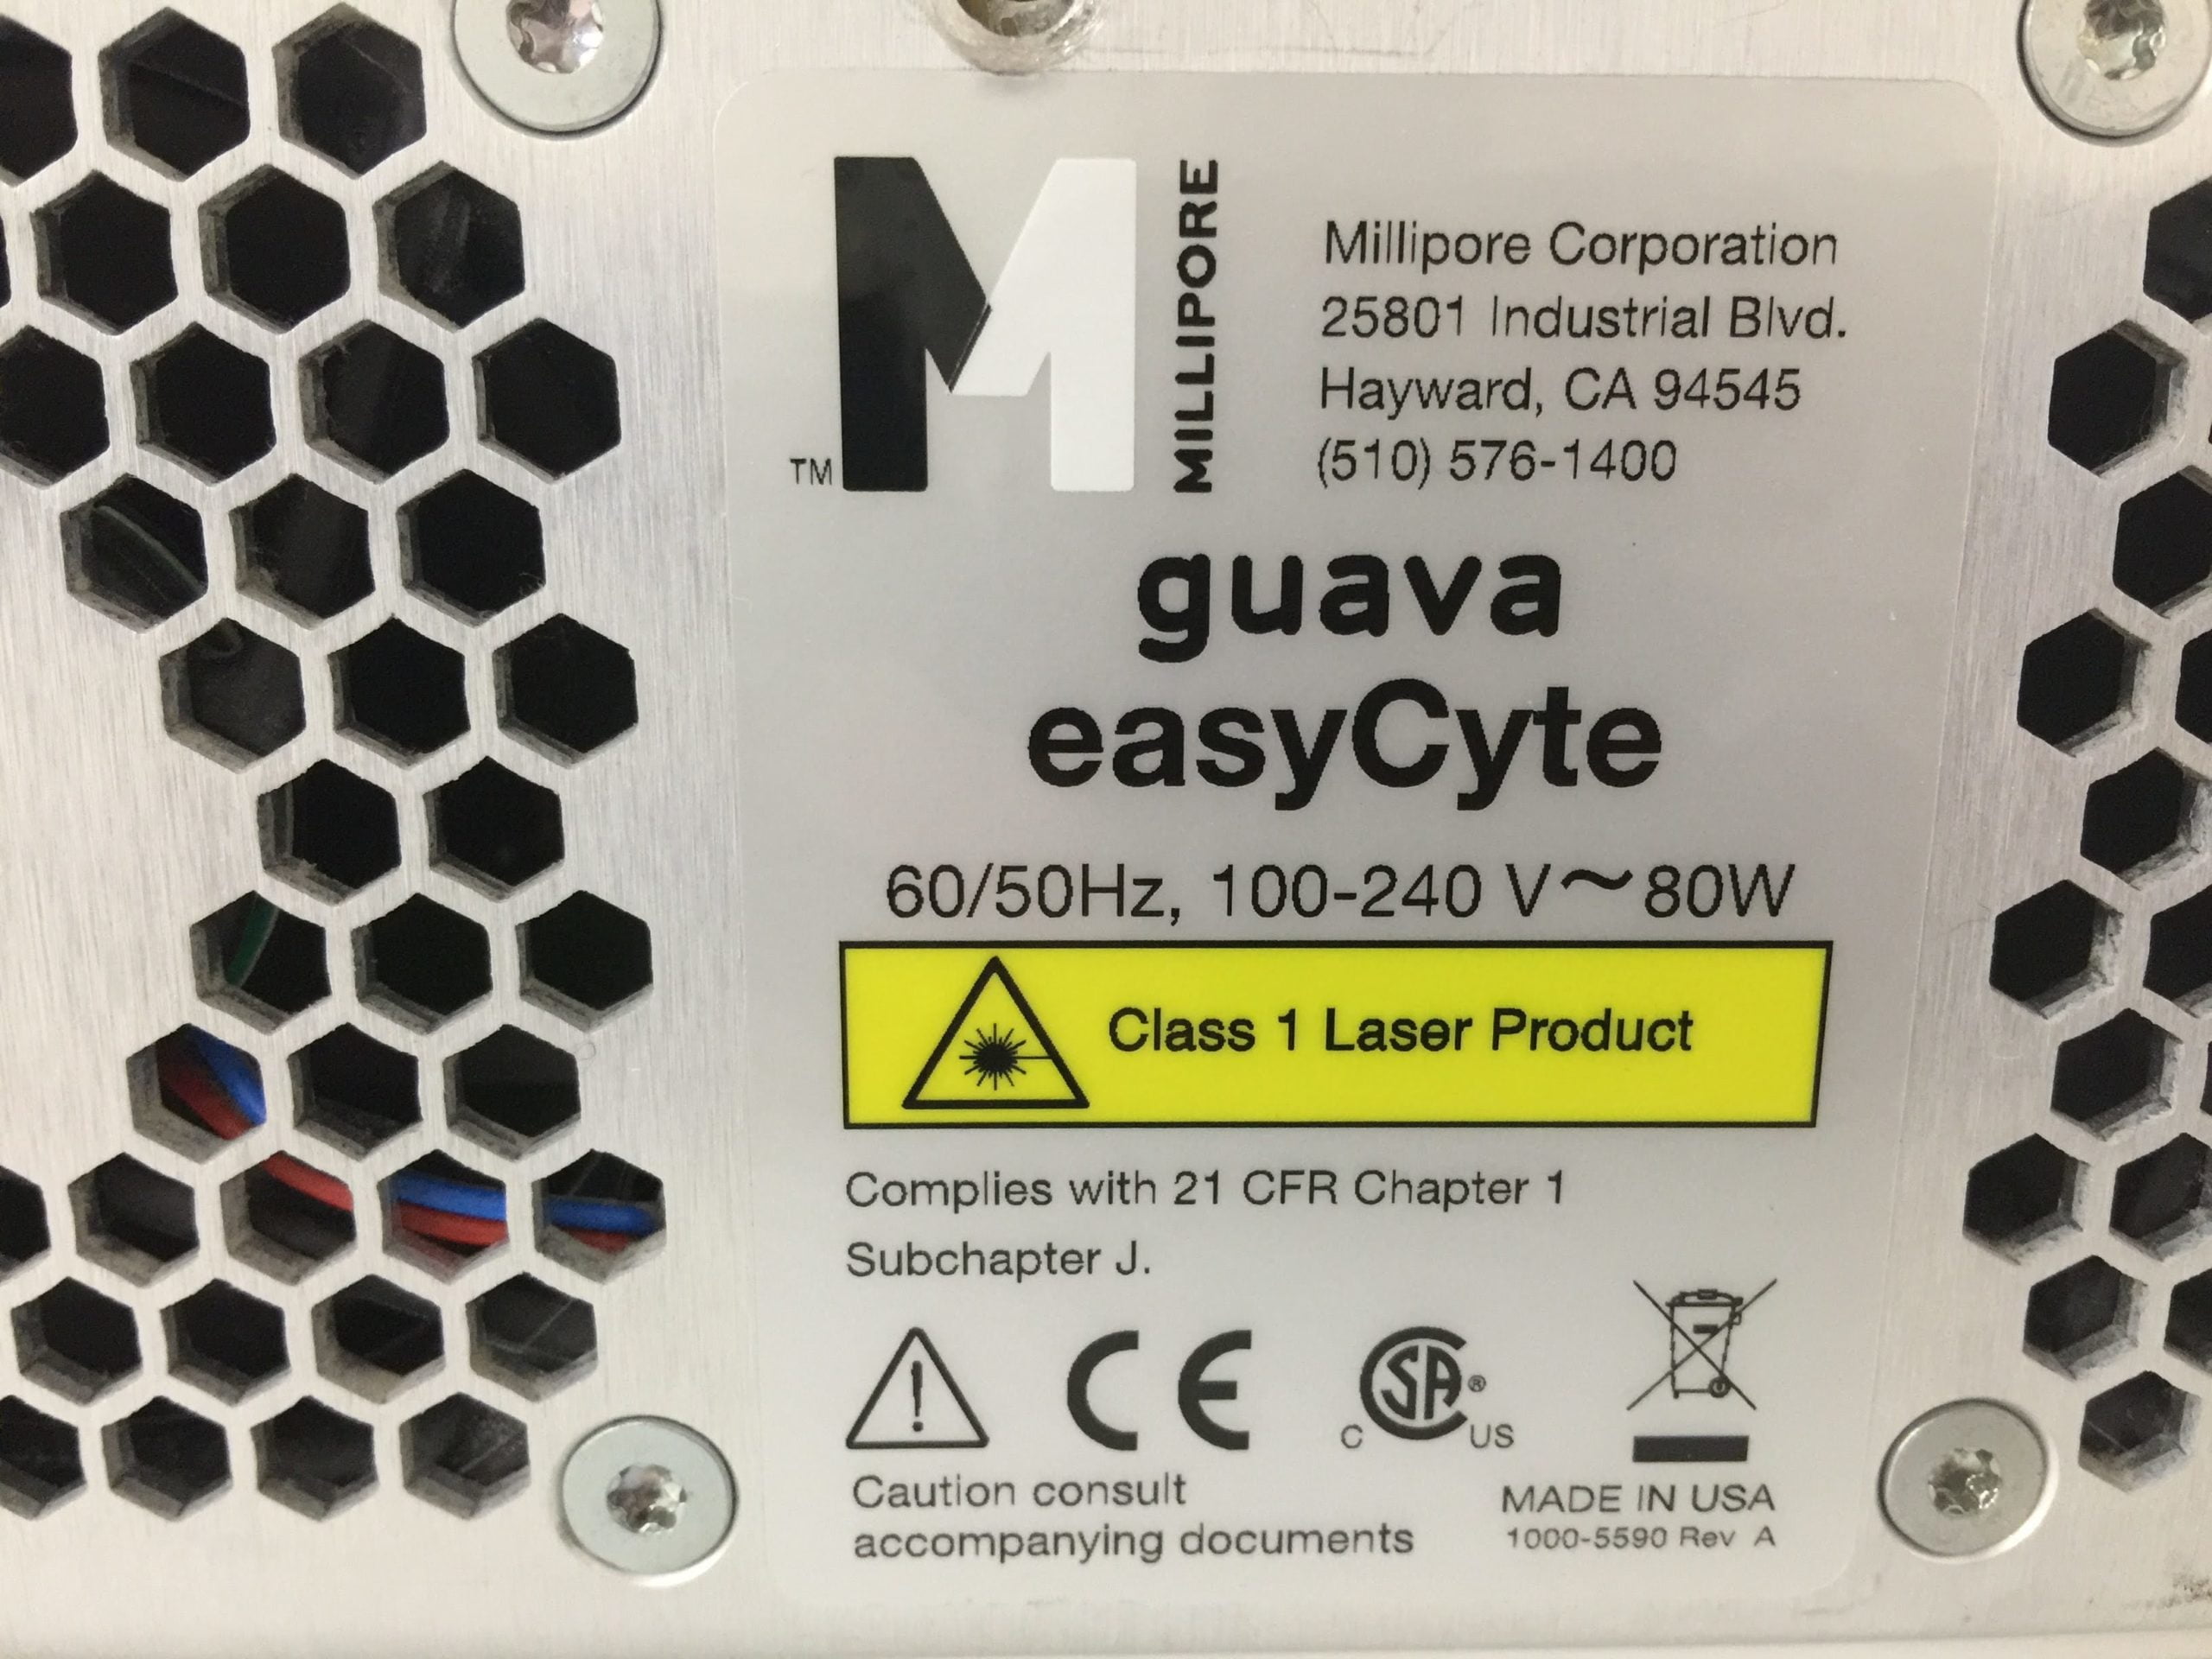 MILLIPORE
TM
Millipore Corporation
25801 Industrial Blvd.
Hayward, CA 94545
(510) 576-1400
guava
easyCyte
60/50Hz, 100-240 V~80W
Class 1 Laser Product
Complies with 21 CFR Chapter 1
Subchapter J.
CE
C SA® US
Caution consult
accompanying documents
MADE IN USA
1000-5590 Rev A